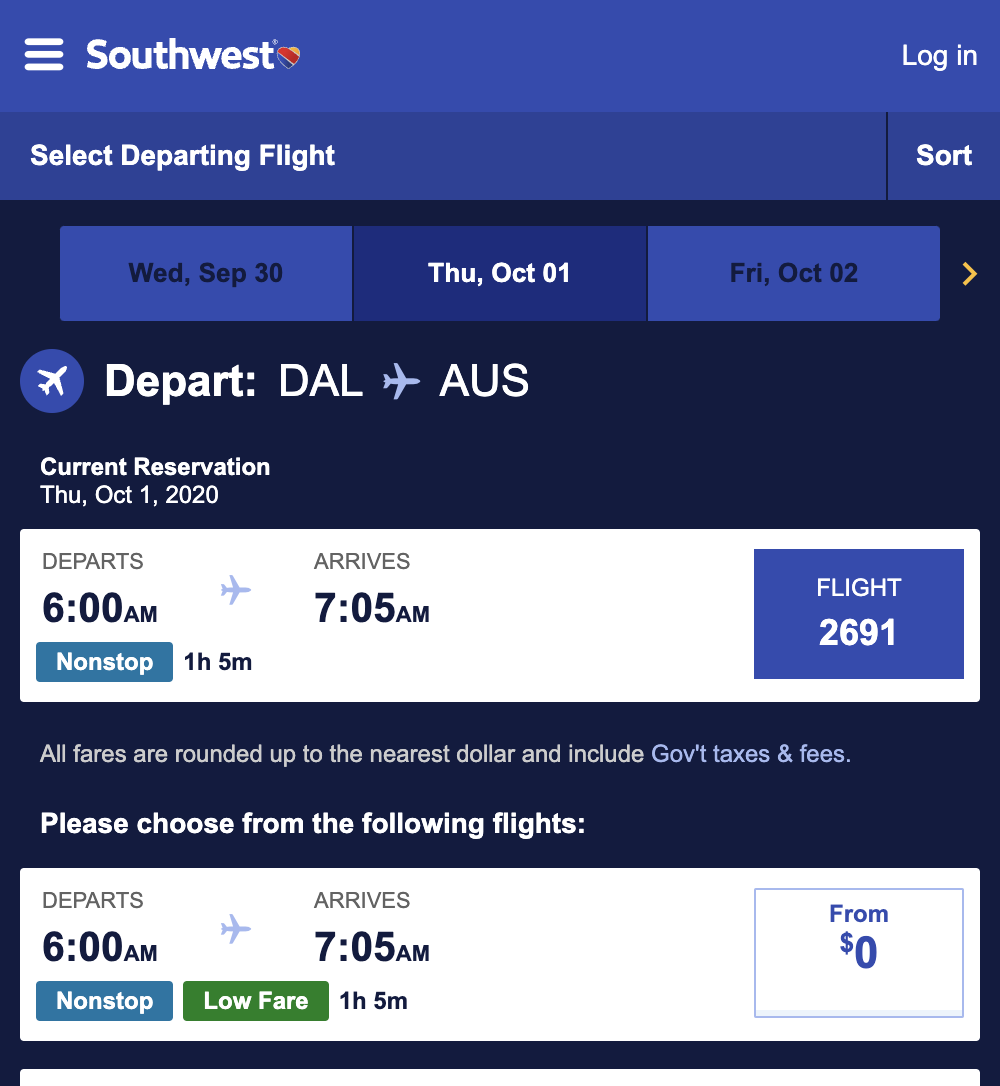 Southwest®
Log in
Select Departing Flight
Sort
Wed, Sep 30
Thu, Oct 01
Fri, Oct 02
Depart: DAL AUS
Current Reservation
Thu, Oct 1, 2020
DEPARTS ARRIVES
6:00AM 7:05AM
Nonstop 1h 5m
FLIGHT
2691
All fares are rounded up to the nearest dollar and include Gov't taxes & fees.
Please choose from the following flights:
DEPARTS ARRIVES
6:00AM 7:05AM
Nonstop Low Fare 1h 5m
From
$0